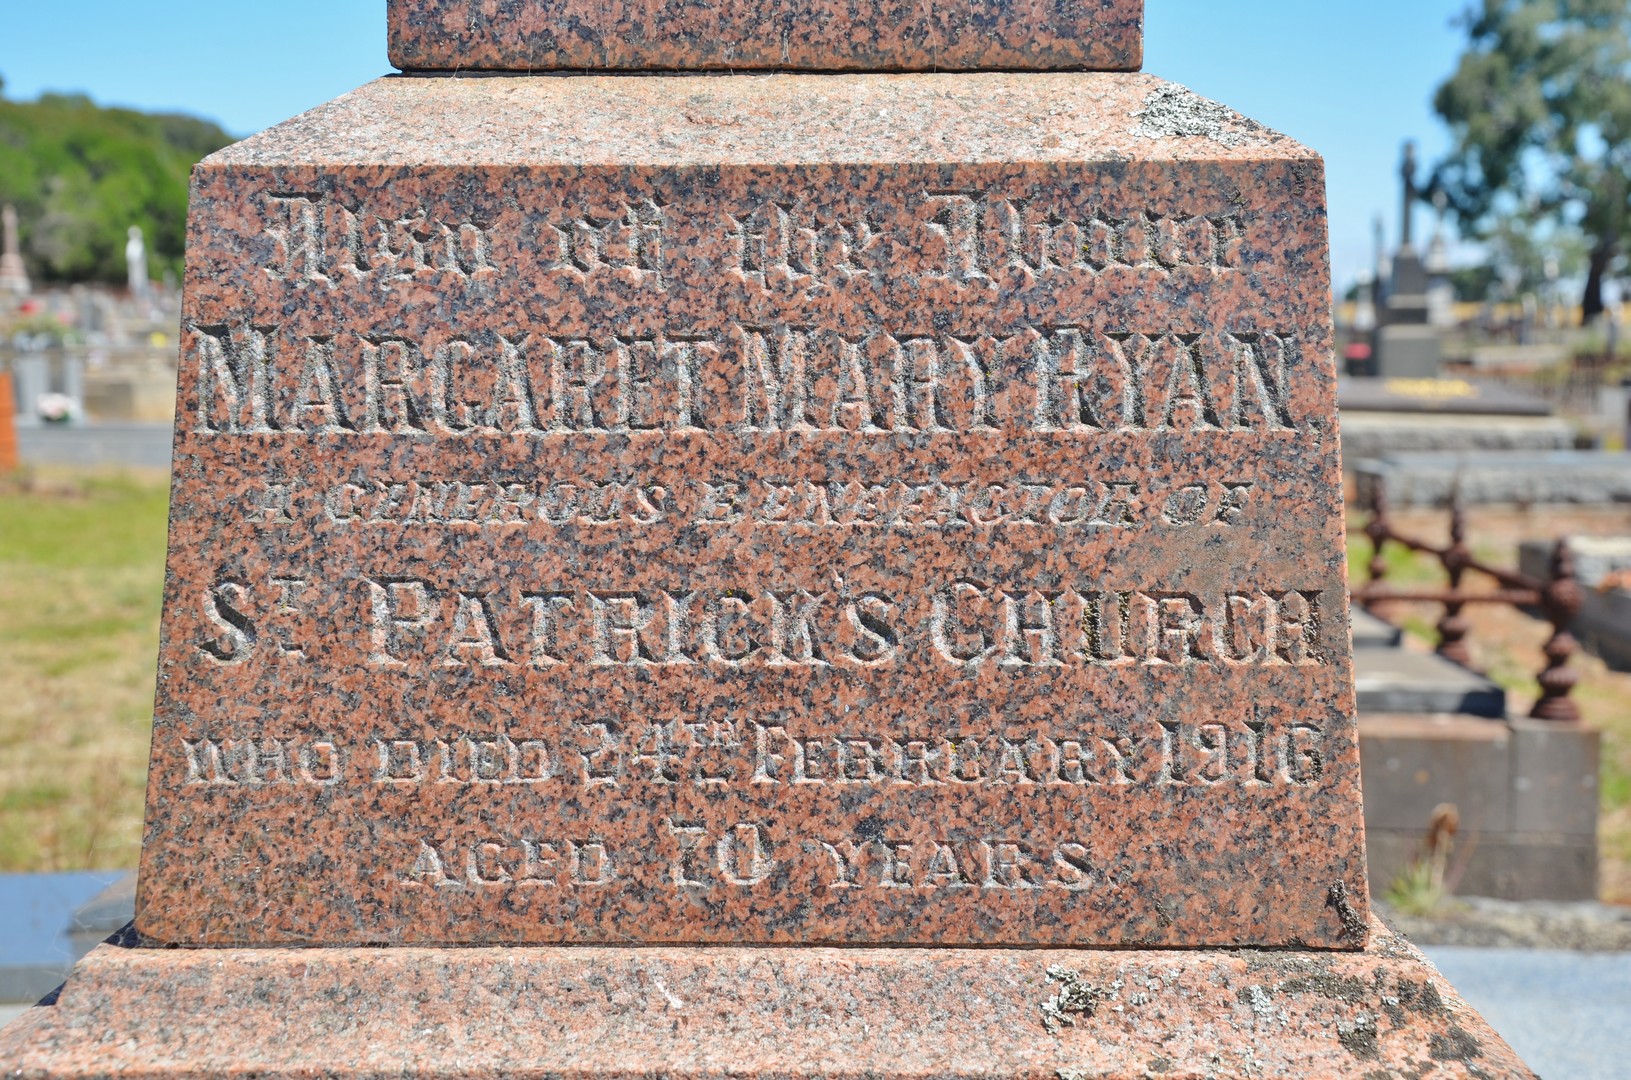 Also of the Above
MARGARET MARY RYAN
A GENEROUS BENEFACTOR OF
ST PATRICK'S CHURCH
WHO DIED 24TH FEBRUARY 1916
AGED 70 YEARS.